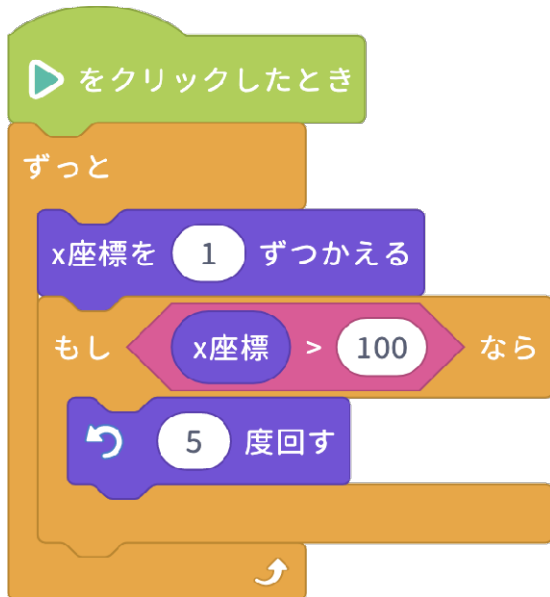 をクリックしたとき
ずっと
x座標を 1 ずつかえる
もし x座標 > 100 なら
5 度回す